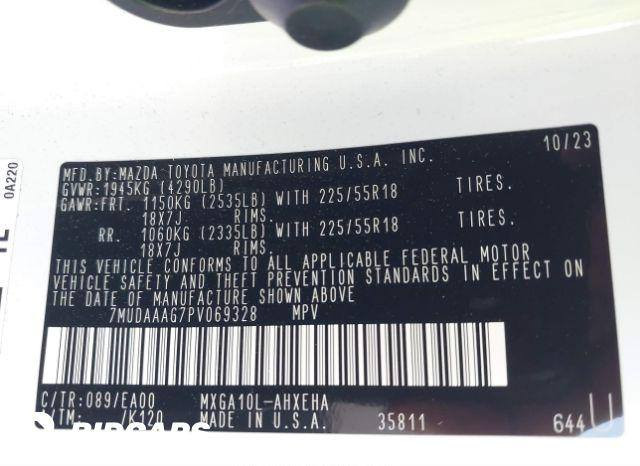 0A220
10/23
MFD.BY:MAZDA TOYOTA MANUFACTURING U.S.A. INC.
GVWR:1945KG (4290LB)
GAWR:FRT. 1150KG (2535LB) WITH 225/55R18 TIRES.
18X7J RIMS.
RR. 1060KG (2335LB) WITH 225/55R18 TIRES.
18X7J RIMS.
THIS VEHICLE CONFORMS TO ALL APPLICABLE FEDERAL MOTOR
VEHICLE SAFETY AND THEFT PREVENTION STANDARDS IN EFFECT ON
THE DATE OF MANUFACTURE SHOWN ABOVE
7MUDAAAG7PV069328 MPV
C/TR:089/EA00 MXGA10L-AHXEHA
/TM: /K120 MADE IN U.S.A. 35811 644 U
BIDCARS